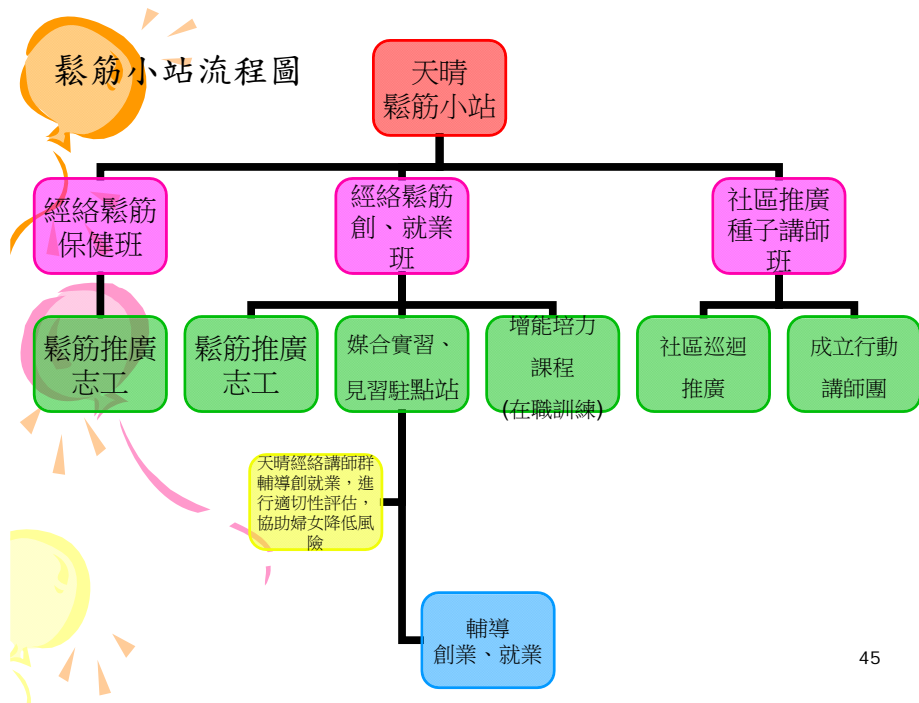 鬆筋小站流程圖
天晴
鬆筋小站
經絡鬆筋
保健班
經絡鬆筋
創、就業
班
社區推廣
種子講師
班
鬆筋推廣
志工
鬆筋推廣
志工
媒合實習、
見習駐點站
增能培力
課程
(在職訓練)
社區巡迴
推廣
成立行動
講師團
天晴經絡講師群
輔導創就業，進
行適切性評估，
協助婦女降低風
險
輔導
創業、就業
45